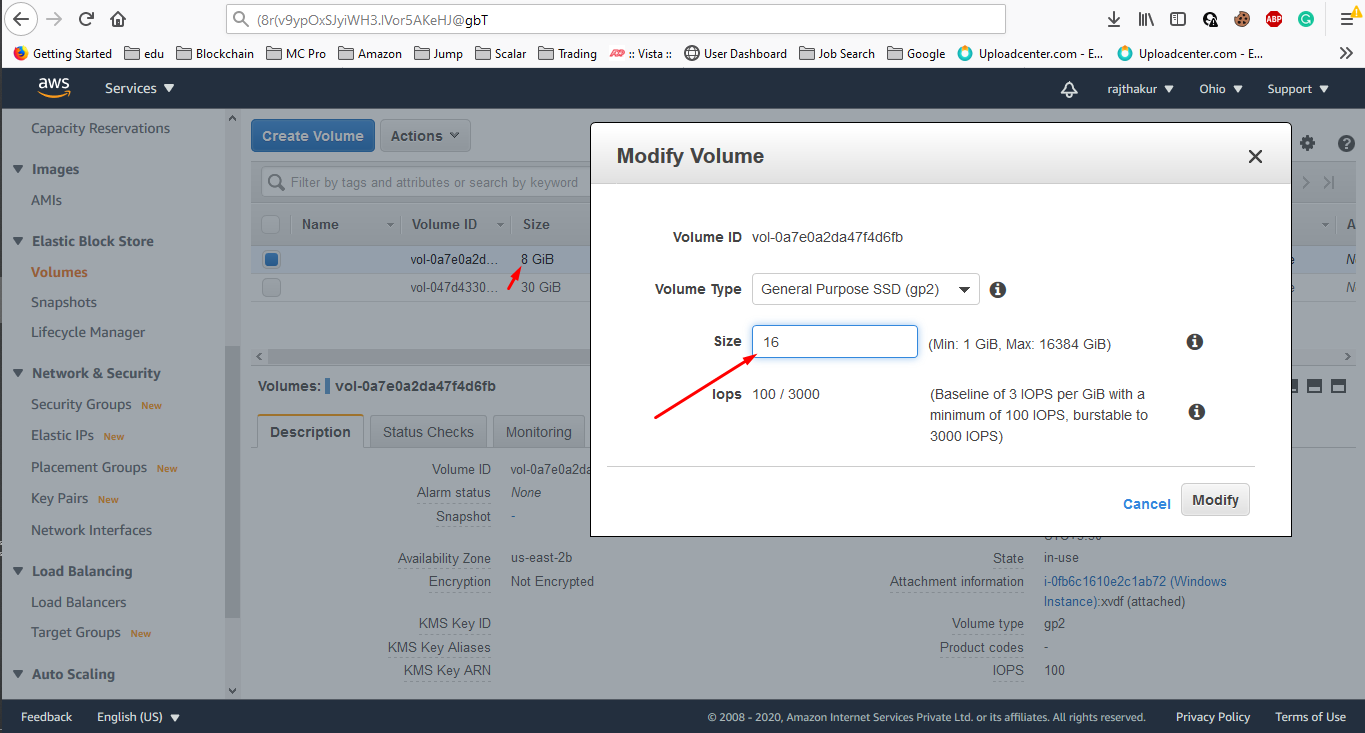 (8r(v9ypOxSJyiWH3.lVor5AKeHJ@gbT
ABP
Getting Started edu Blockchain MC Pro Amazon Jump Scalar Trading :: Vista :: User Dashboard Job Search Google Uploadcenter.com - E... Uploadcenter.com - E...
aws Services rajthakur Ohio Support
Capacity Reservations
Images
AMIs
Elastic Block Store
Volumes
Snapshots
Lifecycle Manager
Network & Security
Security Groups New
Elastic IPs New
Placement Groups New
Key Pairs New
Network Interfaces
Load Balancing
Load Balancers
Target Groups New
Auto Scaling
Create Volume Actions
Filter by tags and attributes or search by keyword
Name Volume ID Size A
vol-0a7e0a2d... 8 GiB
vol-047d4330... 30 GiB
Modify Volume
Volume ID vol-0a7e0a2da47f4d6fb
Volume Type General Purpose SSD (gp2)
Size 16 (Min: 1 GiB, Max: 16384 GiB)
Iops 100 / 3000 (Baseline of 3 IOPS per GiB with a
minimum of 100 IOPS, burstable to
3000 IOPS)
Cancel Modify
Volumes: vol-0a7e0a2da47f4d6fb
Description Status Checks Monitoring
Volume ID vol-0a7e0a2da
Alarm status None
Snapshot -
Availability Zone us-east-2b
Encryption Not Encrypted
KMS Key ID
KMS Key Aliases
KMS Key ARN
State in-use
Attachment information i-0fb6c1610e2c1ab72 (Windows
Instance):xvdf (attached)
Volume type gp2
Product codes -
IOPS 100
Feedback English (US) © 2008 - 2020, Amazon Internet Services Private Ltd. or its affiliates. All rights reserved. Privacy Policy Terms of Use